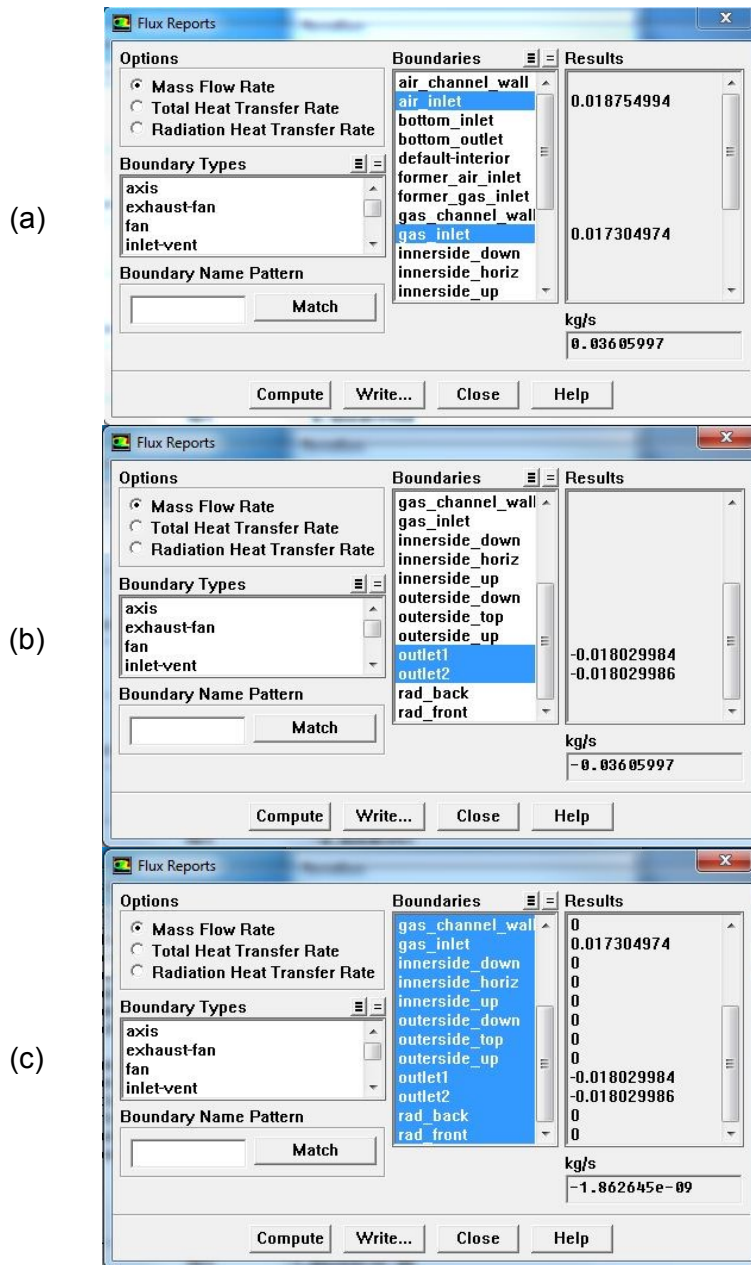 (a)
Flux Reports
Options
Mass Flow Rate
Total Heat Transfer Rate
Radiation Heat Transfer Rate
Boundary Types
axis
exhaust-fan
fan
inlet-vent
Boundary Name Pattern
Match
Boundaries
air_channel_wall
air_inlet
bottom_inlet
bottom_outlet
default-interior
former_air_inlet
former_gas_inlet
gas_channel_wall
gas_inlet
innerside_down
innerside_horiz
innerside_up
Results
0.018754994
0.017304974
kg/s
0.03605997
Compute Write... Close Help
(b)
Flux Reports
Options
Mass Flow Rate
Total Heat Transfer Rate
Radiation Heat Transfer Rate
Boundary Types
axis
exhaust-fan
fan
inlet-vent
Boundary Name Pattern
Match
Boundaries
gas_channel_wall
gas_inlet
innerside_down
innerside_horiz
innerside_up
outerside_down
outerside_top
outerside_up
outlet1
outlet2
rad_back
rad_front
Results
-0.018029984
-0.018029986
kg/s
-0.03605997
Compute Write... Close Help
(c)
Flux Reports
Options
Mass Flow Rate
Total Heat Transfer Rate
Radiation Heat Transfer Rate
Boundary Types
axis
exhaust-fan
fan
inlet-vent
Boundary Name Pattern
Match
Boundaries
gas_channel_wall
gas_inlet
innerside_down
innerside_horiz
innerside_up
outerside_down
outerside_top
outerside_up
outlet1
outlet2
rad_back
rad_front
Results
0
0.017304974
0
0
0
0
0
0
-0.018029984
-0.018029986
0
0
kg/s
-1.862645e-09
Compute Write... Close Help